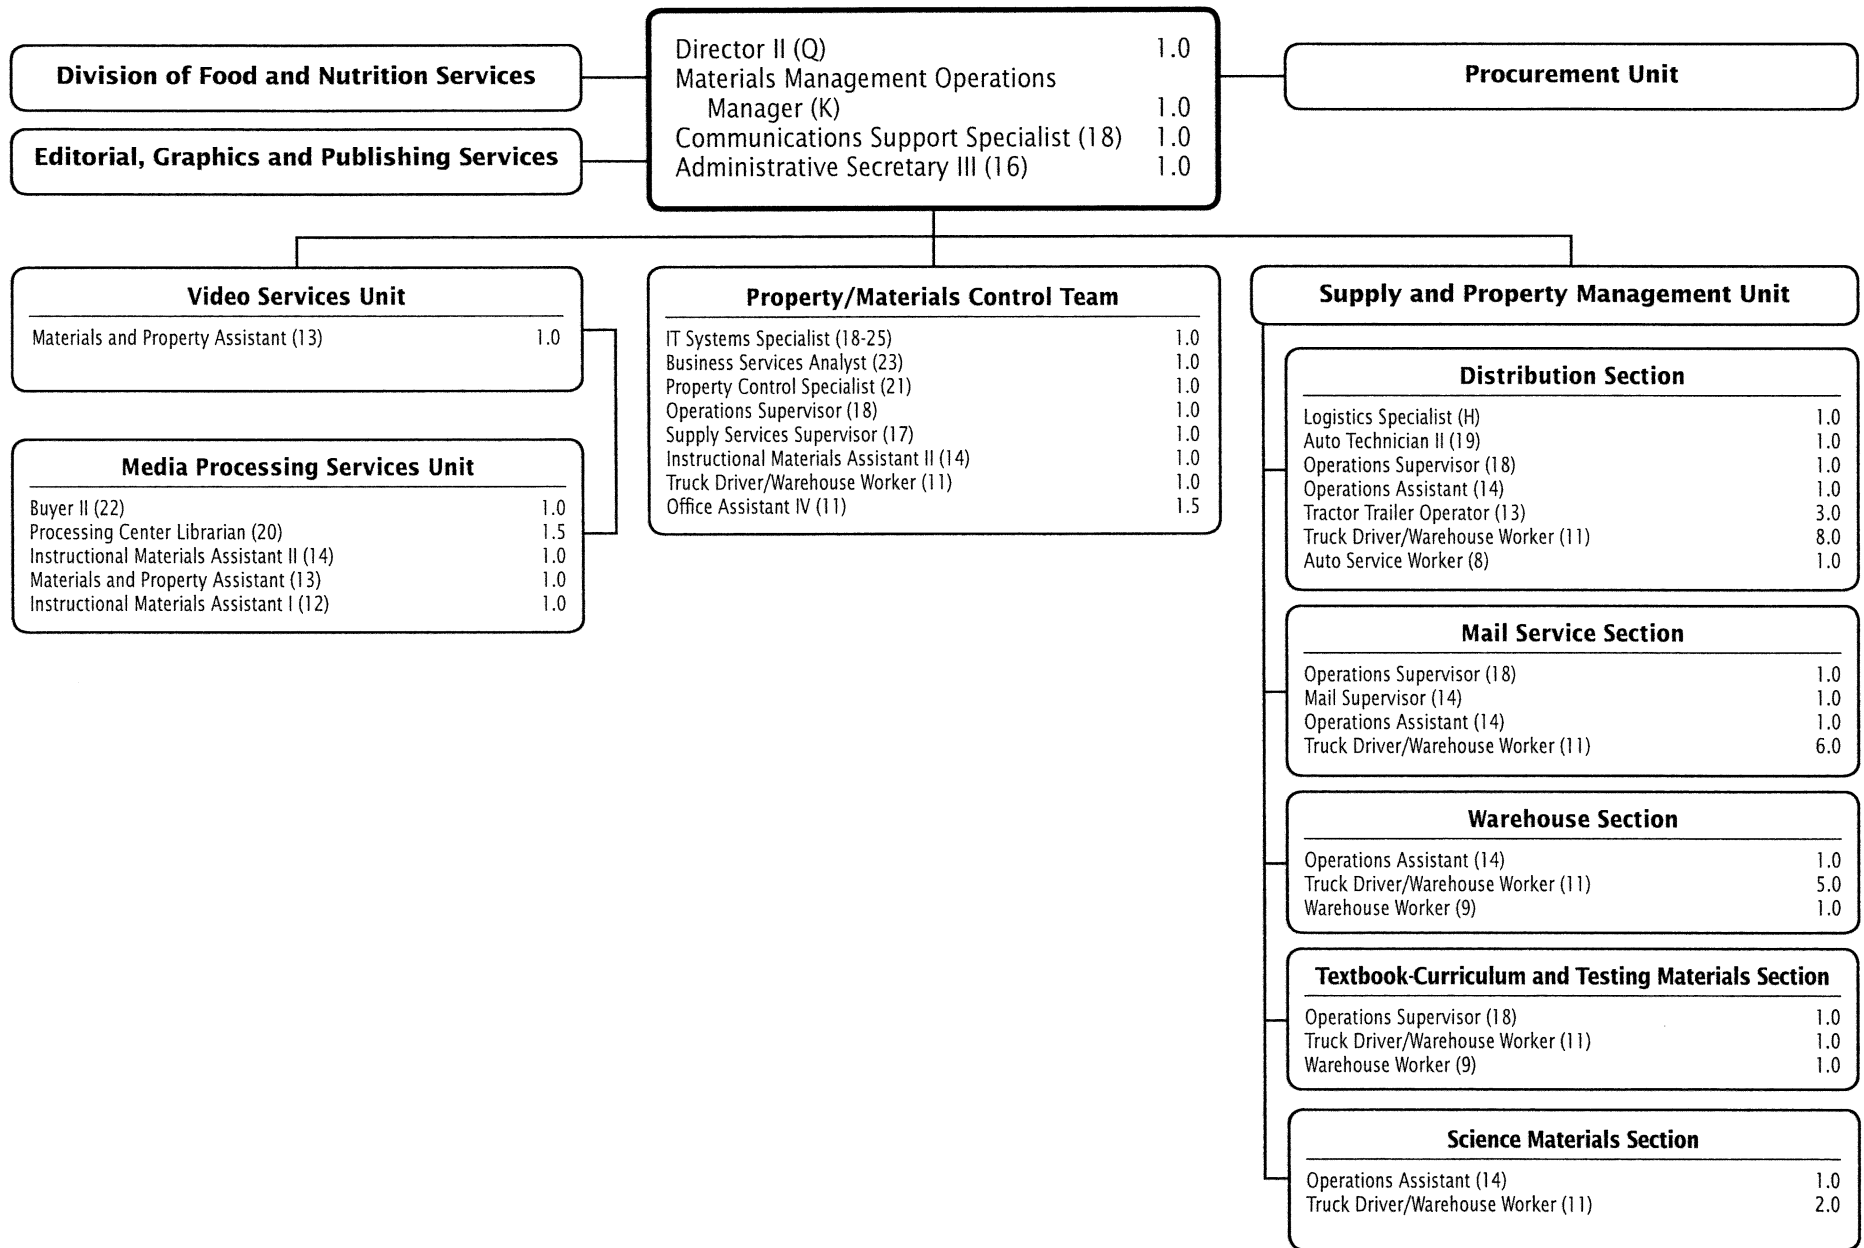 Division of Food and Nutrition Services
Editorial, Graphics and Publishing Services
Director II (Q) 1.0
Materials Management Operations
Manager (K) 1.0
Communications Support Specialist (18) 1.0
Administrative Secretary III (16) 1.0
Procurement Unit
Video Services Unit
Materials and Property Assistant (13) 1.0
Media Processing Services Unit
Buyer II (22) 1.0
Processing Center Librarian (20) 1.5
Instructional Materials Assistant II (14) 1.0
Materials and Property Assistant (13) 1.0
Instructional Materials Assistant I (12) 1.0
Property/Materials Control Team
IT Systems Specialist (18-25) 1.0
Business Services Analyst (23) 1.0
Property Control Specialist (21) 1.0
Operations Supervisor (18) 1.0
Supply Services Supervisor (17) 1.0
Instructional Materials Assistant II (14) 1.0
Truck Driver/Warehouse Worker (11) 1.0
Office Assistant IV (11) 1.5
Supply and Property Management Unit
Distribution Section
Logistics Specialist (H) 1.0
Auto Technician II (19) 1.0
Operations Supervisor (18) 1.0
Operations Assistant (14) 1.0
Tractor Trailer Operator (13) 3.0
Truck Driver/Warehouse Worker (11) 8.0
Auto Service Worker (8) 1.0
Mail Service Section
Operations Supervisor (18) 1.0
Mail Supervisor (14) 1.0
Operations Assistant (14) 1.0
Truck Driver/Warehouse Worker (11) 6.0
Warehouse Section
Operations Assistant (14) 1.0
Truck Driver/Warehouse Worker (11) 5.0
Warehouse Worker (9) 1.0
Textbook-Curriculum and Testing Materials Section
Operations Supervisor (18) 1.0
Truck Driver/Warehouse Worker (11) 1.0
Warehouse Worker (9) 1.0
Science Materials Section
Operations Assistant (14) 1.0
Truck Driver/Warehouse Worker (11) 2.0